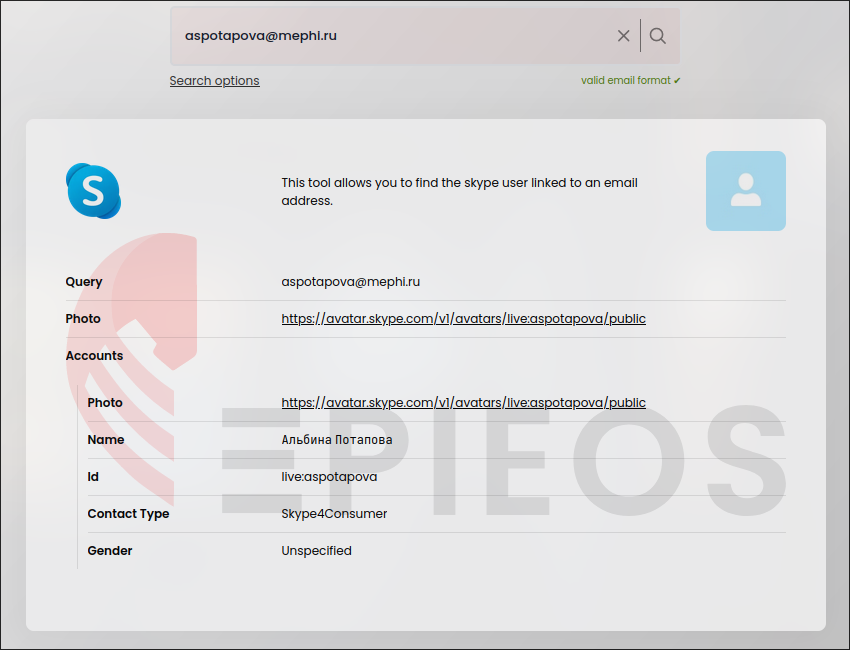 aspotapova@mephi.ru
Search options
valid email format ✔
S
This tool allows you to find the skype user linked to an email
address.
Query aspotapova@mephi.ru
Photo https://avatar.skype.com/v1/avatars/live:aspotapova/public
Accounts
Photo https://avatar.skype.com/v1/avatars/live:aspotapova/public
Name Альбина Потапова
Id live:aspotapova
Contact Type Skype4Consumer
Gender Unspecified
EPIEOS